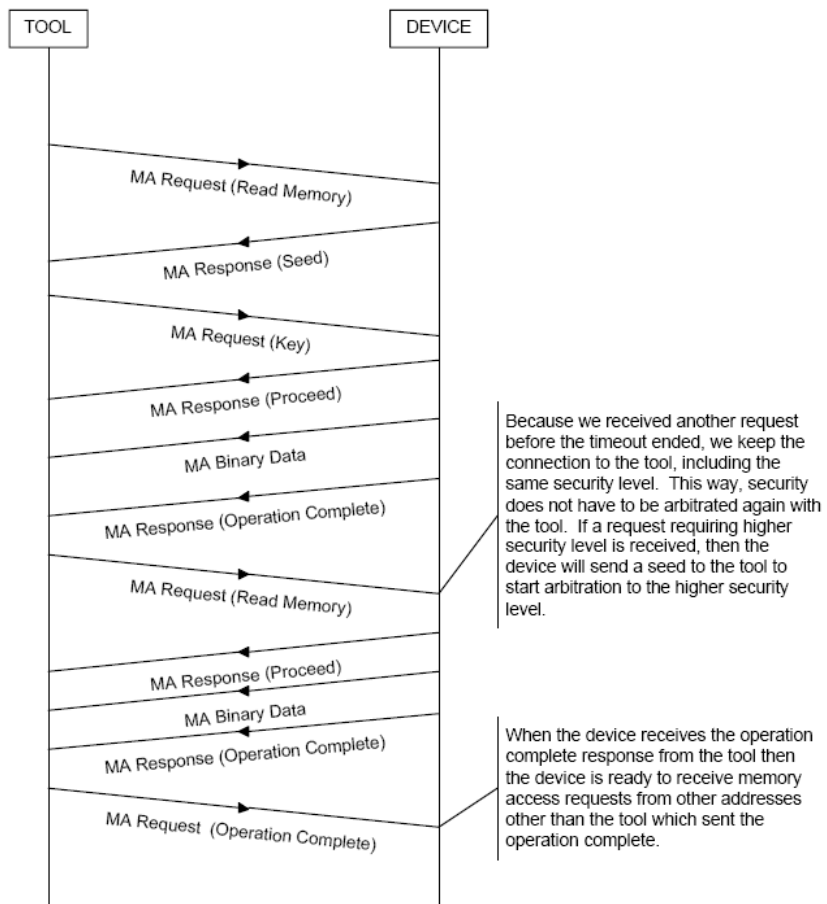 TOOL
DEVICE
MA Request (Read Memory)
MA Response (Seed)
MA Request (Key)
MA Response (Proceed)
MA Binary Data
MA Response (Operation Complete)
MA Request (Read Memory)
Because we received another request
before the timeout ended, we keep the
connection to the tool, including the
same security level.  This way, security
does not have to be arbitrated again with
the tool.  If a request requiring higher
security level is received, then the
device will send a seed to the tool to
start arbitration to the higher security
level.
MA Response (Proceed)
MA Binary Data
MA Response (Operation Complete)
MA Request  (Operation Complete)
When the device receives the operation
complete response from the tool then
the device is ready to receive memory
access requests from other addresses
other than the tool which sent the
operation complete.